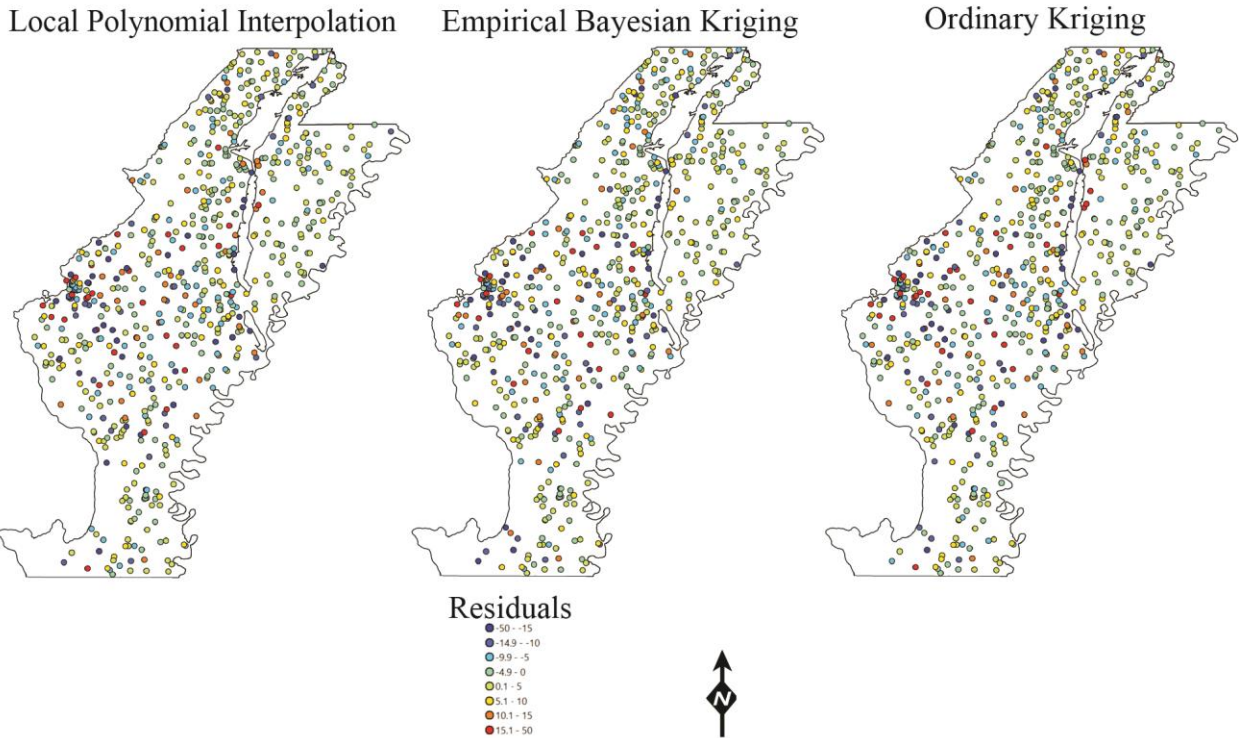 Local Polynomial Interpolation
Empirical Bayesian Kriging
Ordinary Kriging
Residuals
-50 - -15
-14.9 - -10
-9.9 - -5
-4.9 - 0
0.1 - 5
5.1 - 10
10.1 - 15
15.1 - 50
N